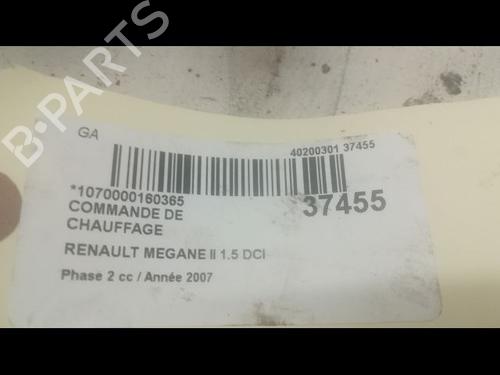 B-PARTS
GA
40200301 37455
*1070000160365
37455
COMMANDE DE
CHAUFFAGE
RENAULT MEGANE II 1.5 DCI
Phase 2 cc / Année 2007